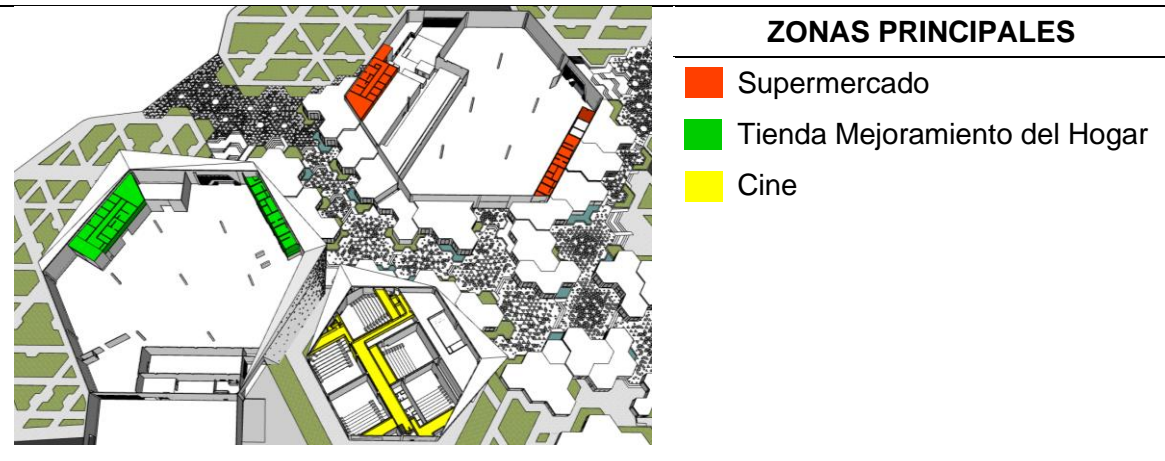 ZONAS PRINCIPALES
Supermercado
Tienda Mejoramiento del Hogar
Cine